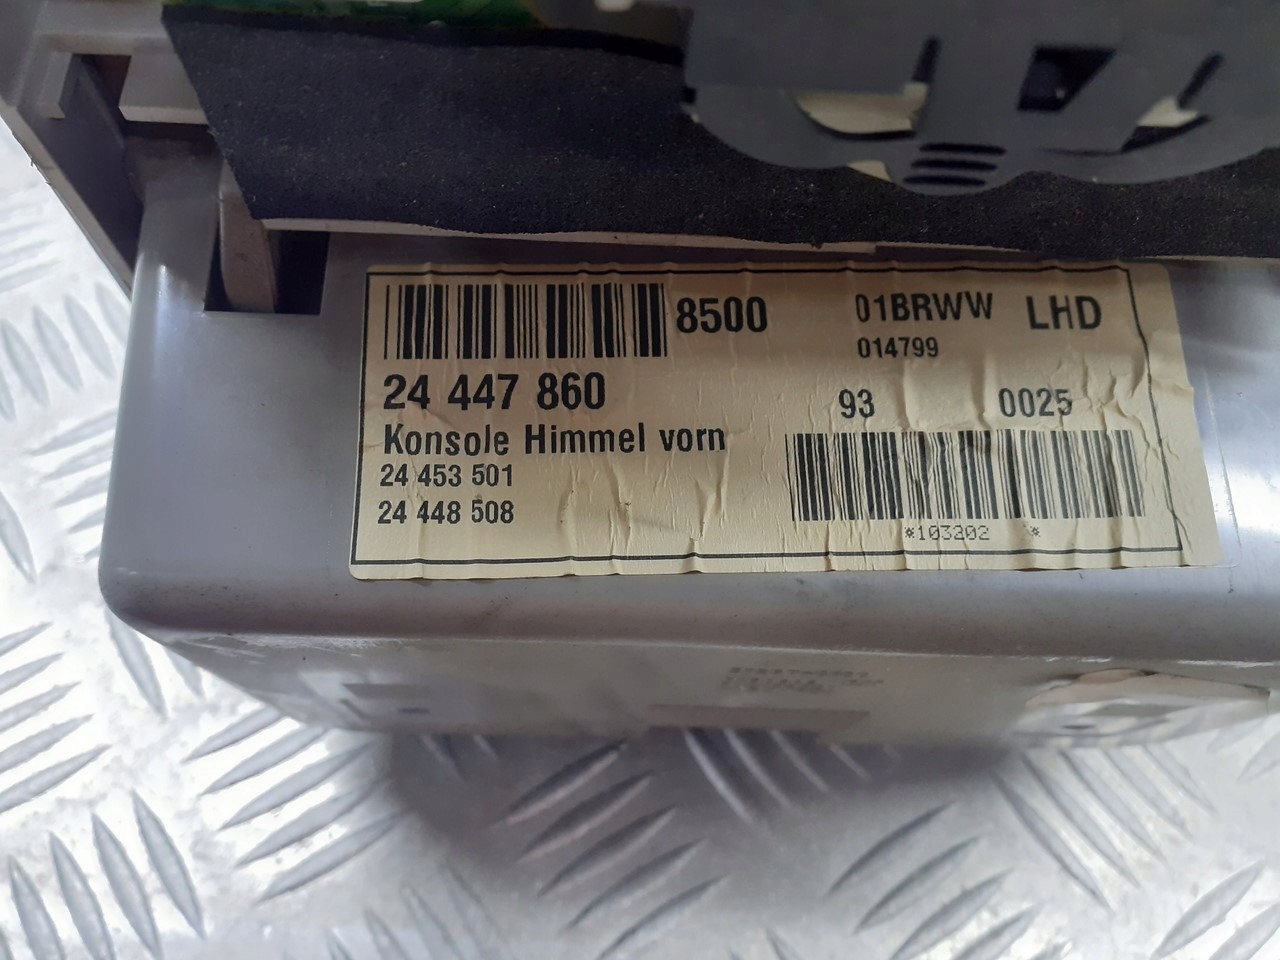 8500 01BRWW LHD
014799
24 447 860 93 0025
Konsole Himmel vorn
24 453 501
24 448 508
*103202 *